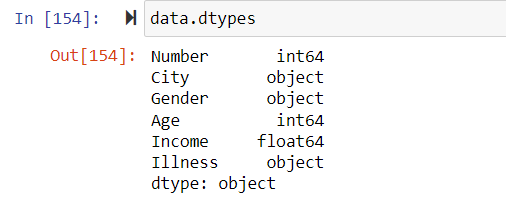 In [154]: data.dtypes
Out[154]: Number int64
City object
Gender object
Age int64
Income float64
Illness object
dtype: object